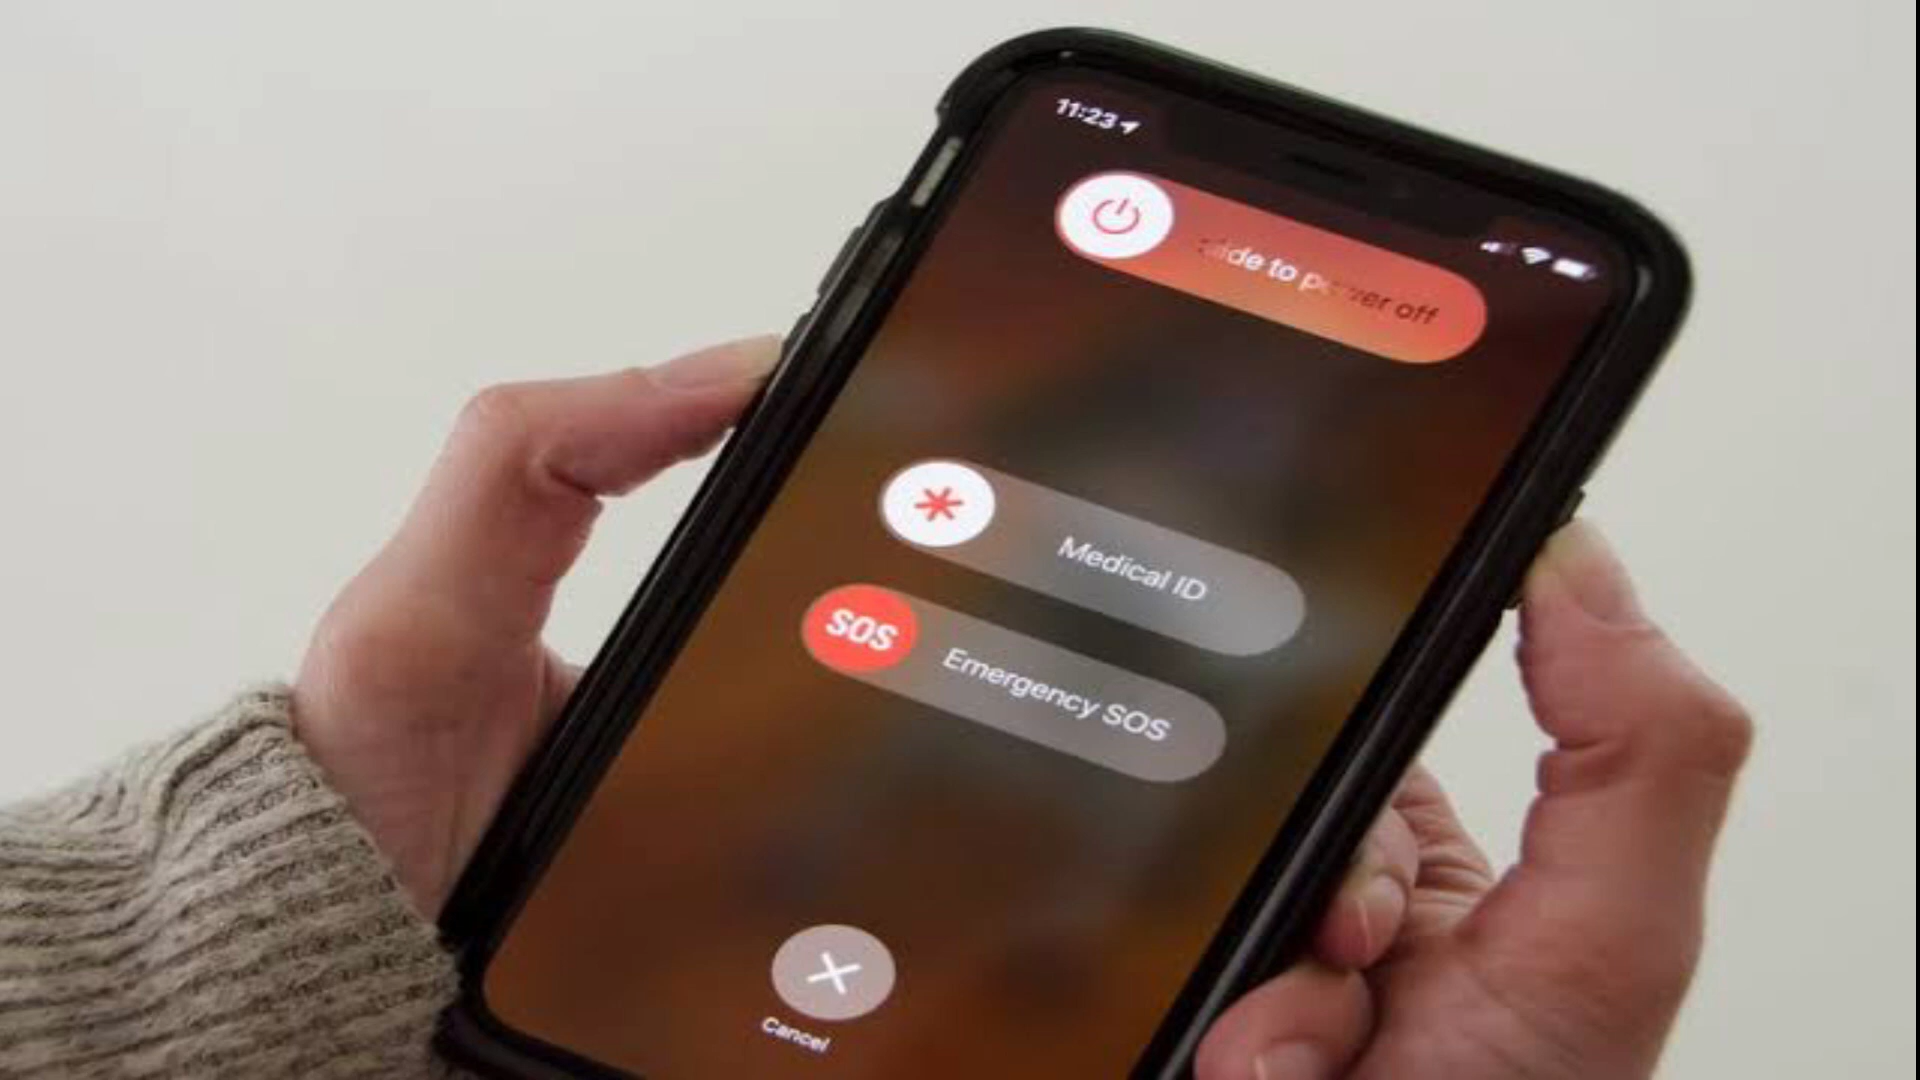 11:23
slide to power off
Medical ID
SOS
Emergency SOS
Cancel